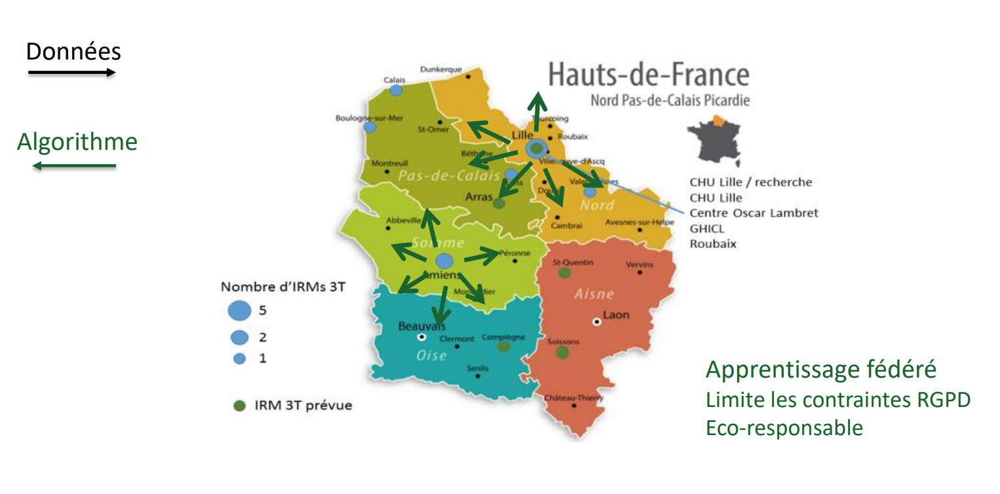 Données
Algorithme
Hauts-de-France
Nord Pas-de-Calais Picardie
Dunkerque
Calais
Boulogne-sur-Mer
St-Omer
Tourcoing
Lille
Roubaix
Béthune
Villeneuve-d'Ascq
Montreuil
Pas-de-Calais
Valenciennes
Arras
Nord
Cambrai
Avesnes-sur-Helpe
CHU Lille / recherche
CHU Lille
Centre Oscar Lambret
GHICL
Roubaix
Abbeville
Somme
Péronne
Amiens
Montdidier
St-Quentin
Vervins
Aisne
Laon
Nombre d'IRMs 3T
5
2
1
IRM 3T prévue
Beauvais
Clermont
Compiègne
Soissons
Oise
Senlis
Château-Thierry
Apprentissage fédéré
Limite les contraintes RGPD
Eco-responsable